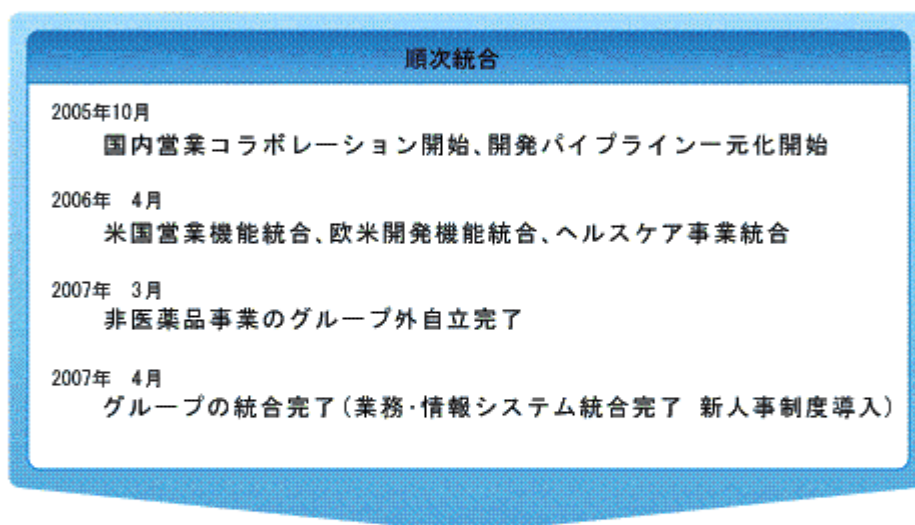 順次統合
2005年10月
国内営業コラボレーション開始、開発パイプライン一元化開始
2006年　4月
米国営業機能統合、欧米開発機能統合、ヘルスケア事業統合
2007年　3月
非医薬品事業のグループ外自立完了
2007年　4月
グループの統合完了（業務・情報システム統合完了　新人事制度導入）